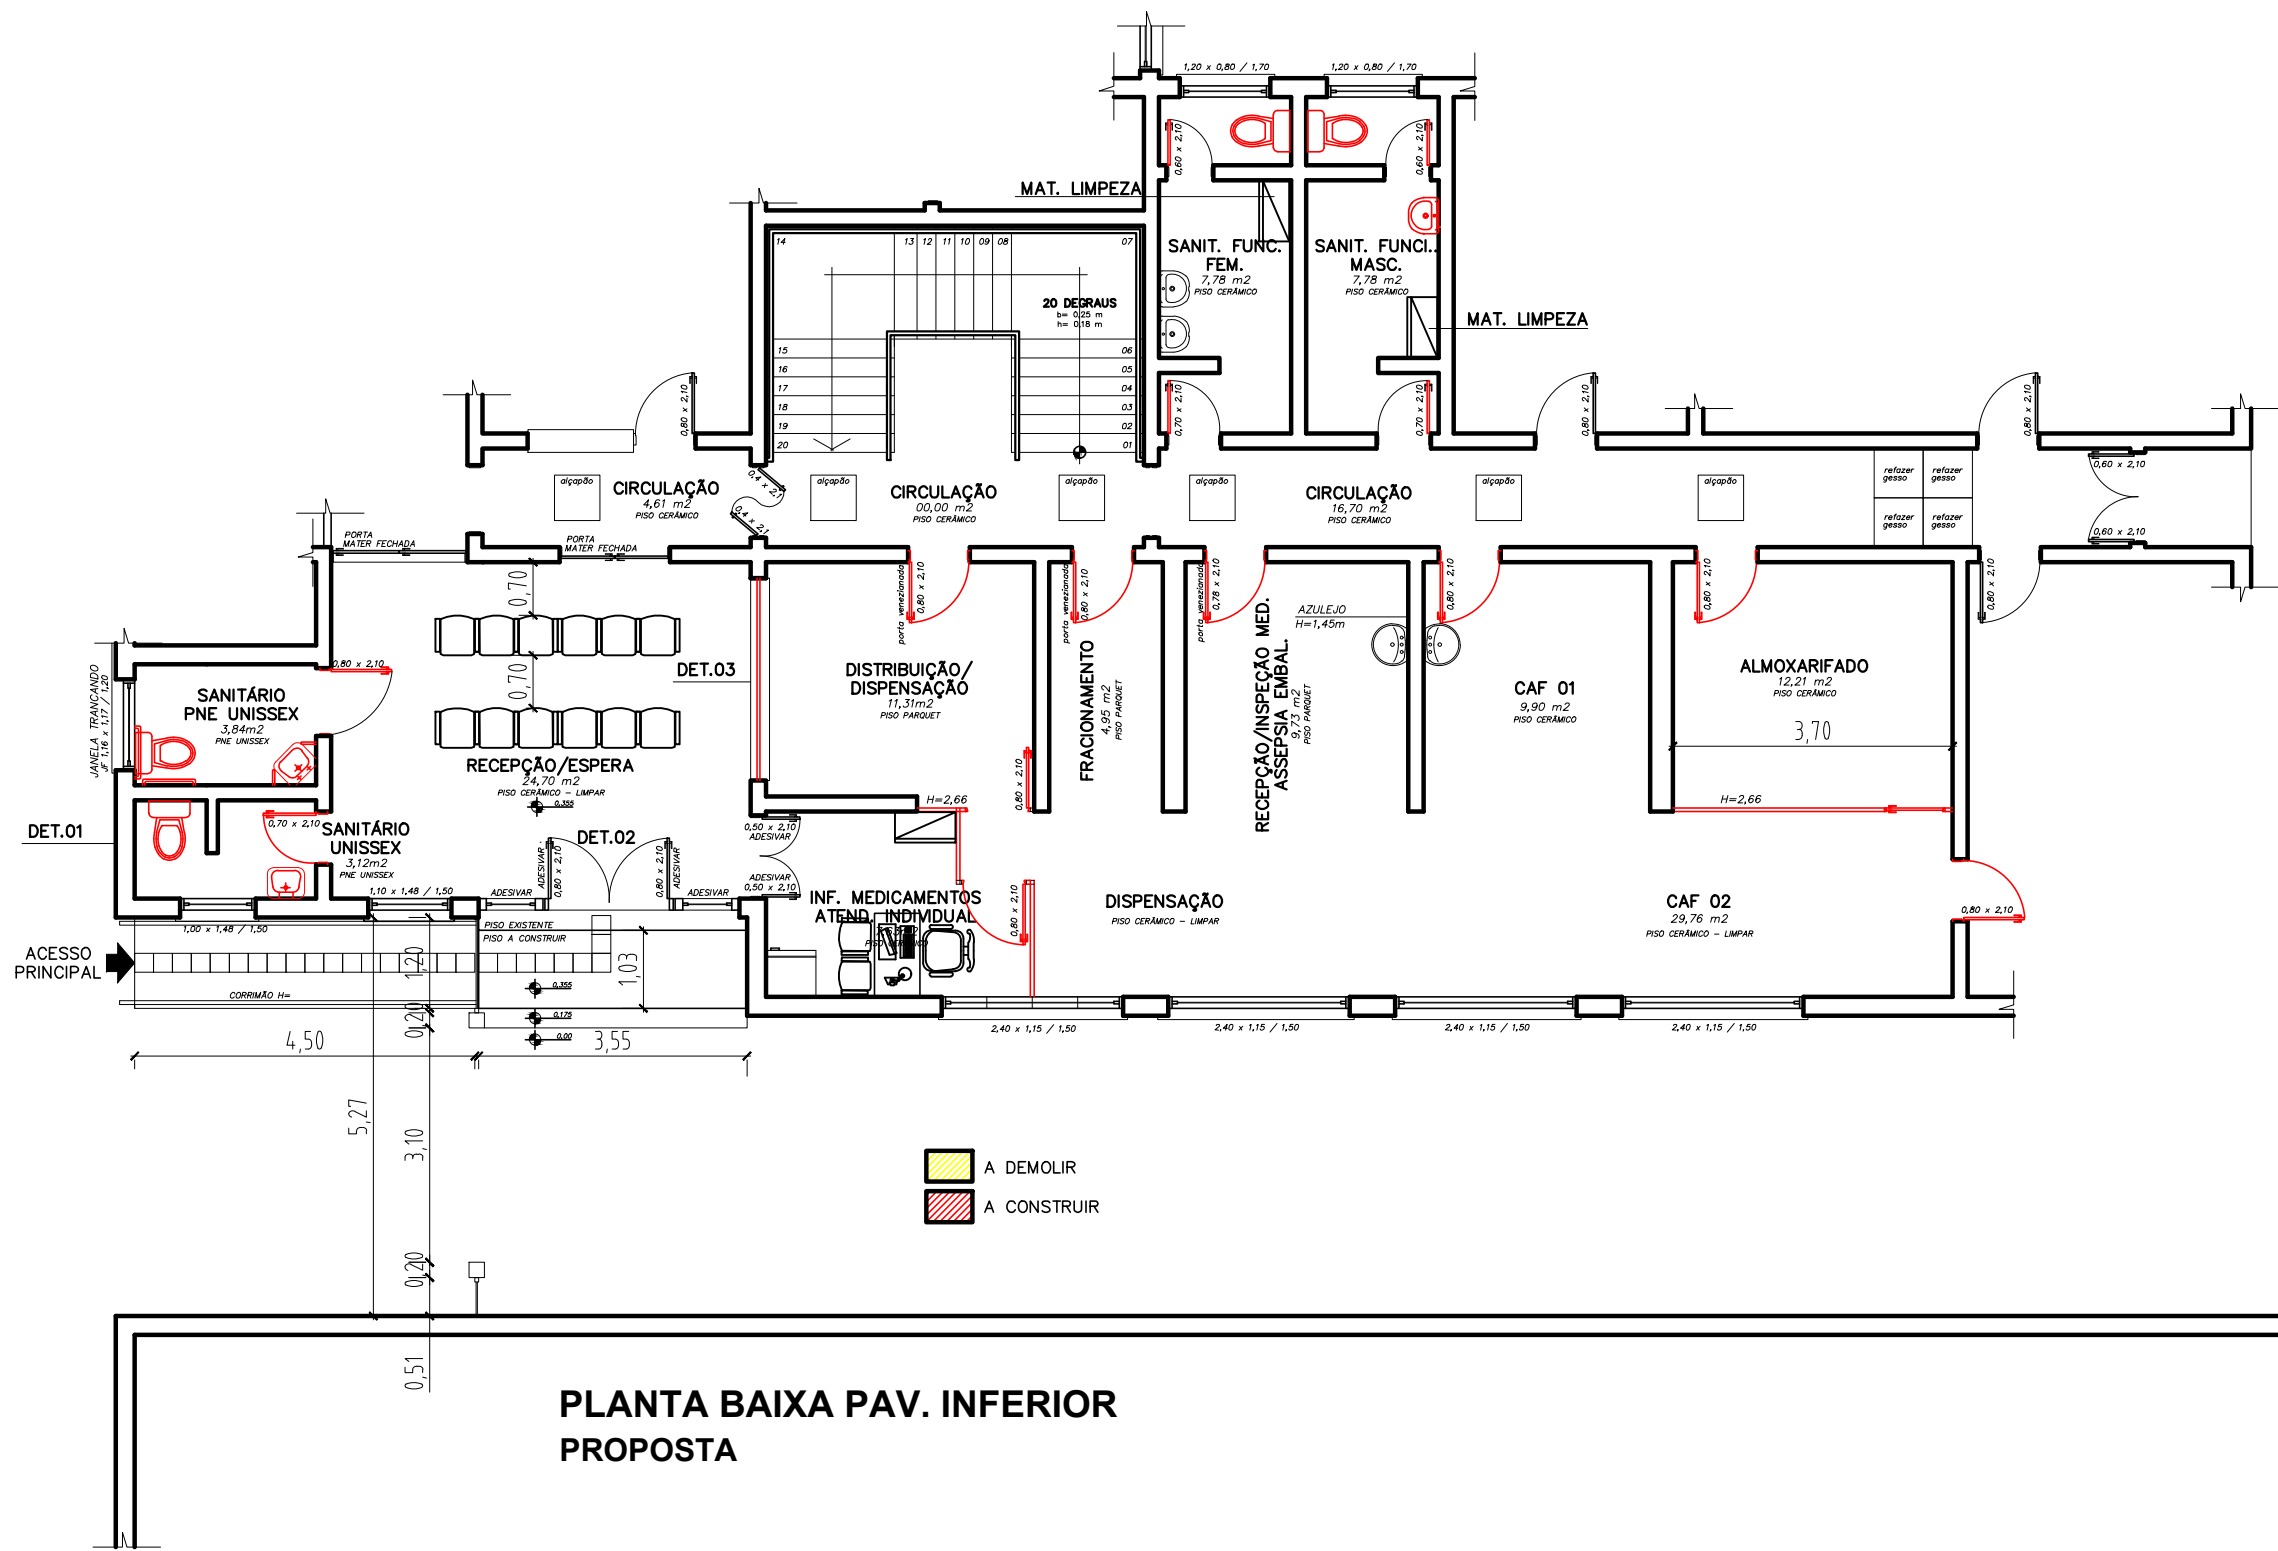 1,20 x 0,80 / 1,70
1,20 x 0,80 / 1,70
0,60 x 2,10
0,60 x 2,10
MAT. LIMPEZA
SANIT. FUNC.
FEM.
7,78 m2
PISO CERÂMICO
SANIT. FUNCI..
MASC.
7,78 m2
PISO CERÂMICO
MAT. LIMPEZA
14
13
12
11
10
09
08
07
20 DEGRAUS
b= 0,25 m
h= 0,18 m
15
16
17
18
19
20
06
05
04
03
02
01
0,80 x 2,10
0,70 x 2,10
0,70 x 2,10
0,80 x 2,10
0,80 x 2,10
alçapão
CIRCULAÇÃO
4,61 m2
PISO CERÂMICO
0,4 x 2,1
0,4 x 2,1
alçapão
CIRCULAÇÃO
00,00 m2
PISO CERÂMICO
alçapão
alçapão
CIRCULAÇÃO
16,70 m2
PISO CERÂMICO
alçapão
alçapão
refazer
gesso
refazer
gesso
refazer
gesso
refazer
gesso
0,60 x 2,10
0,60 x 2,10
PORTA
MATER FECHADA
PORTA
MATER FECHADA
0,70
0,70
porta venezianada
0,80 x 2,10
porta venezianada
0,80 x 2,10
porta venezianada
0,78 x 2,10
0,80 x 2,10
0,80 x 2,10
0,80 x 2,10
AZULEJO
H=1,45m
JANELA TRANCANDO
JF 1,16 x 1,17 / 1,20
0,80 x 2,10
SANITÁRIO
PNE UNISSEX
3,84m2
PNE UNISSEX
DET.03
DISTRIBUIÇÃO/
DISPENSAÇÃO
11,31m2
PISO PARQUET
FRACIONAMENTO
4,95 m2
PISO PARQUET
RECEPÇÃO/INSPEÇÃO MED.
ASSEPSIA EMBAL.
9,73 m2
PISO PARQUET
CAF 01
9,90 m2
PISO CERÂMICO
ALMOXARIFADO
12,21 m2
PISO CERÂMICO
3,70
RECEPÇÃO/ESPERA
24,70 m2
PISO CERÂMICO - LIMPAR
0,355
0,80 x 2,10
H=2,66
H=2,66
DET.01
0,70 x 2,10
SANITÁRIO
UNISSEX
3,12m2
PNE UNISSEX
DET.02
ADESIVAR
0,80 x 2,10
0,80 x 2,10
ADESIVAR
0,50 x 2,10
ADESIVAR
ADESIVAR
0,50 x 2,10
1,10 x 1,48 / 1,50
ADESIVAR
ADESIVAR
INF. MEDICAMENTOS
ATEND. INDIVIDUAL
0,80 x 2,10
DISPENSAÇÃO
PISO CERÂMICO - LIMPAR
CAF 02
29,76 m2
PISO CERÂMICO - LIMPAR
0,80 x 2,10
1,00 x 1,48 / 1,50
PISO EXISTENTE
PISO A CONSTRUIR
ACESSO
PRINCIPAL
1,20
1,03
CORRIMÃO H=
0,355
0,175
0,00
0,20
4,50
3,55
2,40 x 1,15 / 1,50
2,40 x 1,15 / 1,50
2,40 x 1,15 / 1,50
2,40 x 1,15 / 1,50
5,27
3,10
A DEMOLIR
A CONSTRUIR
0,20
0,51
PLANTA BAIXA PAV. INFERIOR
PROPOSTA